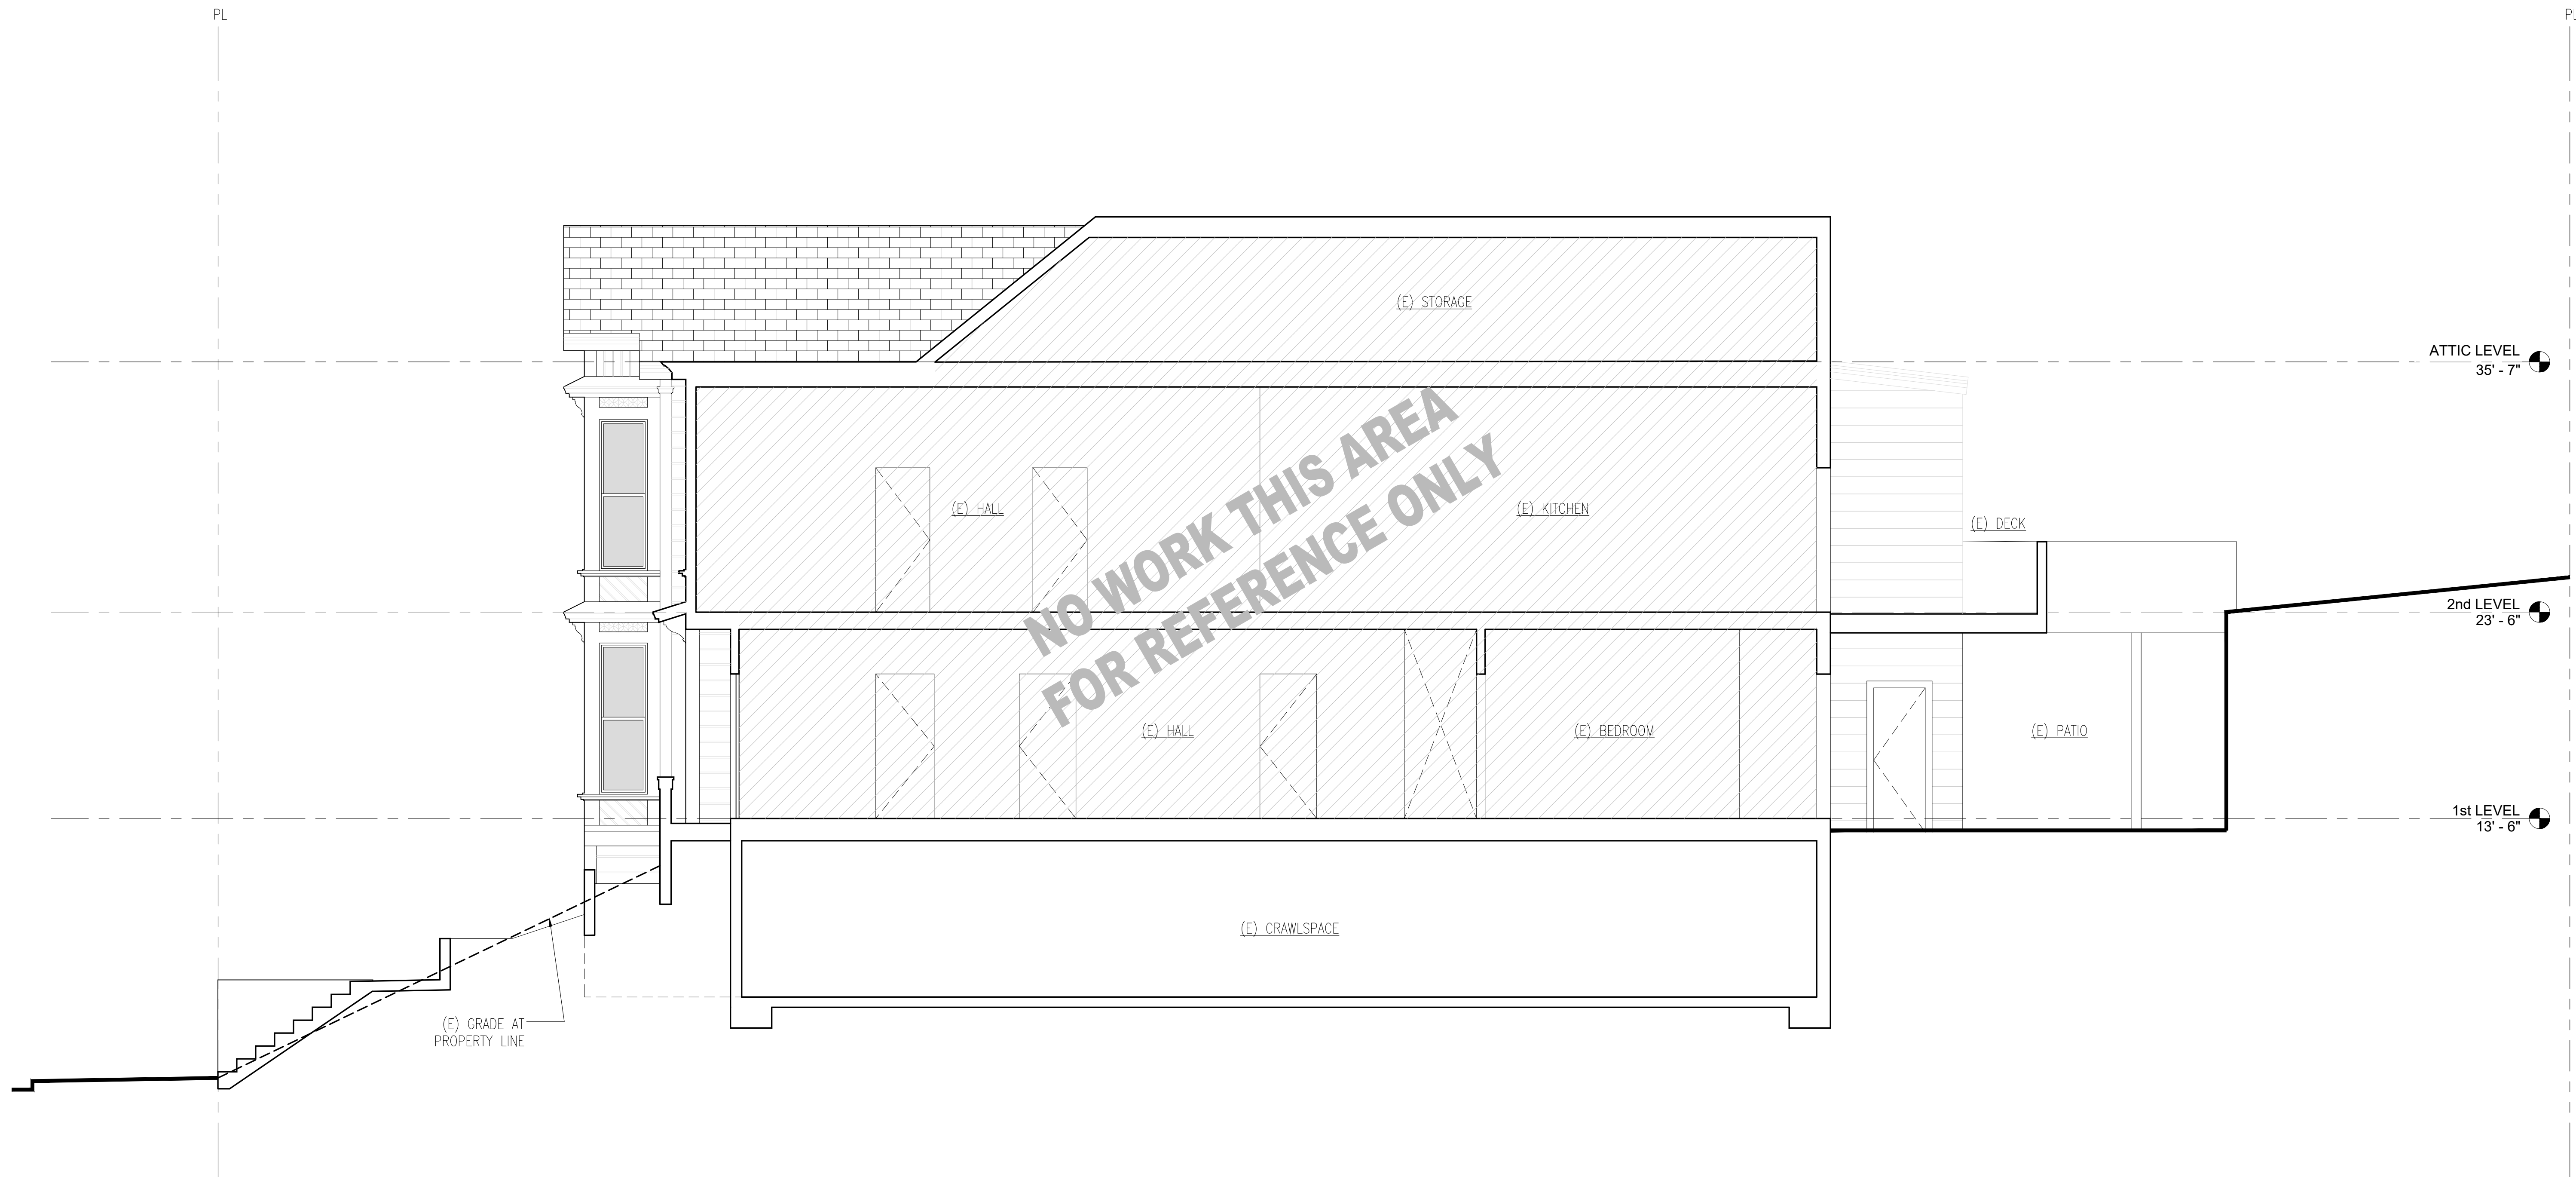 PL
PL
(E) STORAGE
ATTIC LEVEL
35' - 7"
NO WORK THIS AREA
FOR REFERENCE ONLY
(E) HALL
(E) KITCHEN
(E) DECK
2nd LEVEL
23' - 6"
(E) HALL
(E) BEDROOM
(E) PATIO
1st LEVEL
13' - 6"
(E) CRAWLSPACE
(E) GRADE AT
PROPERTY LINE